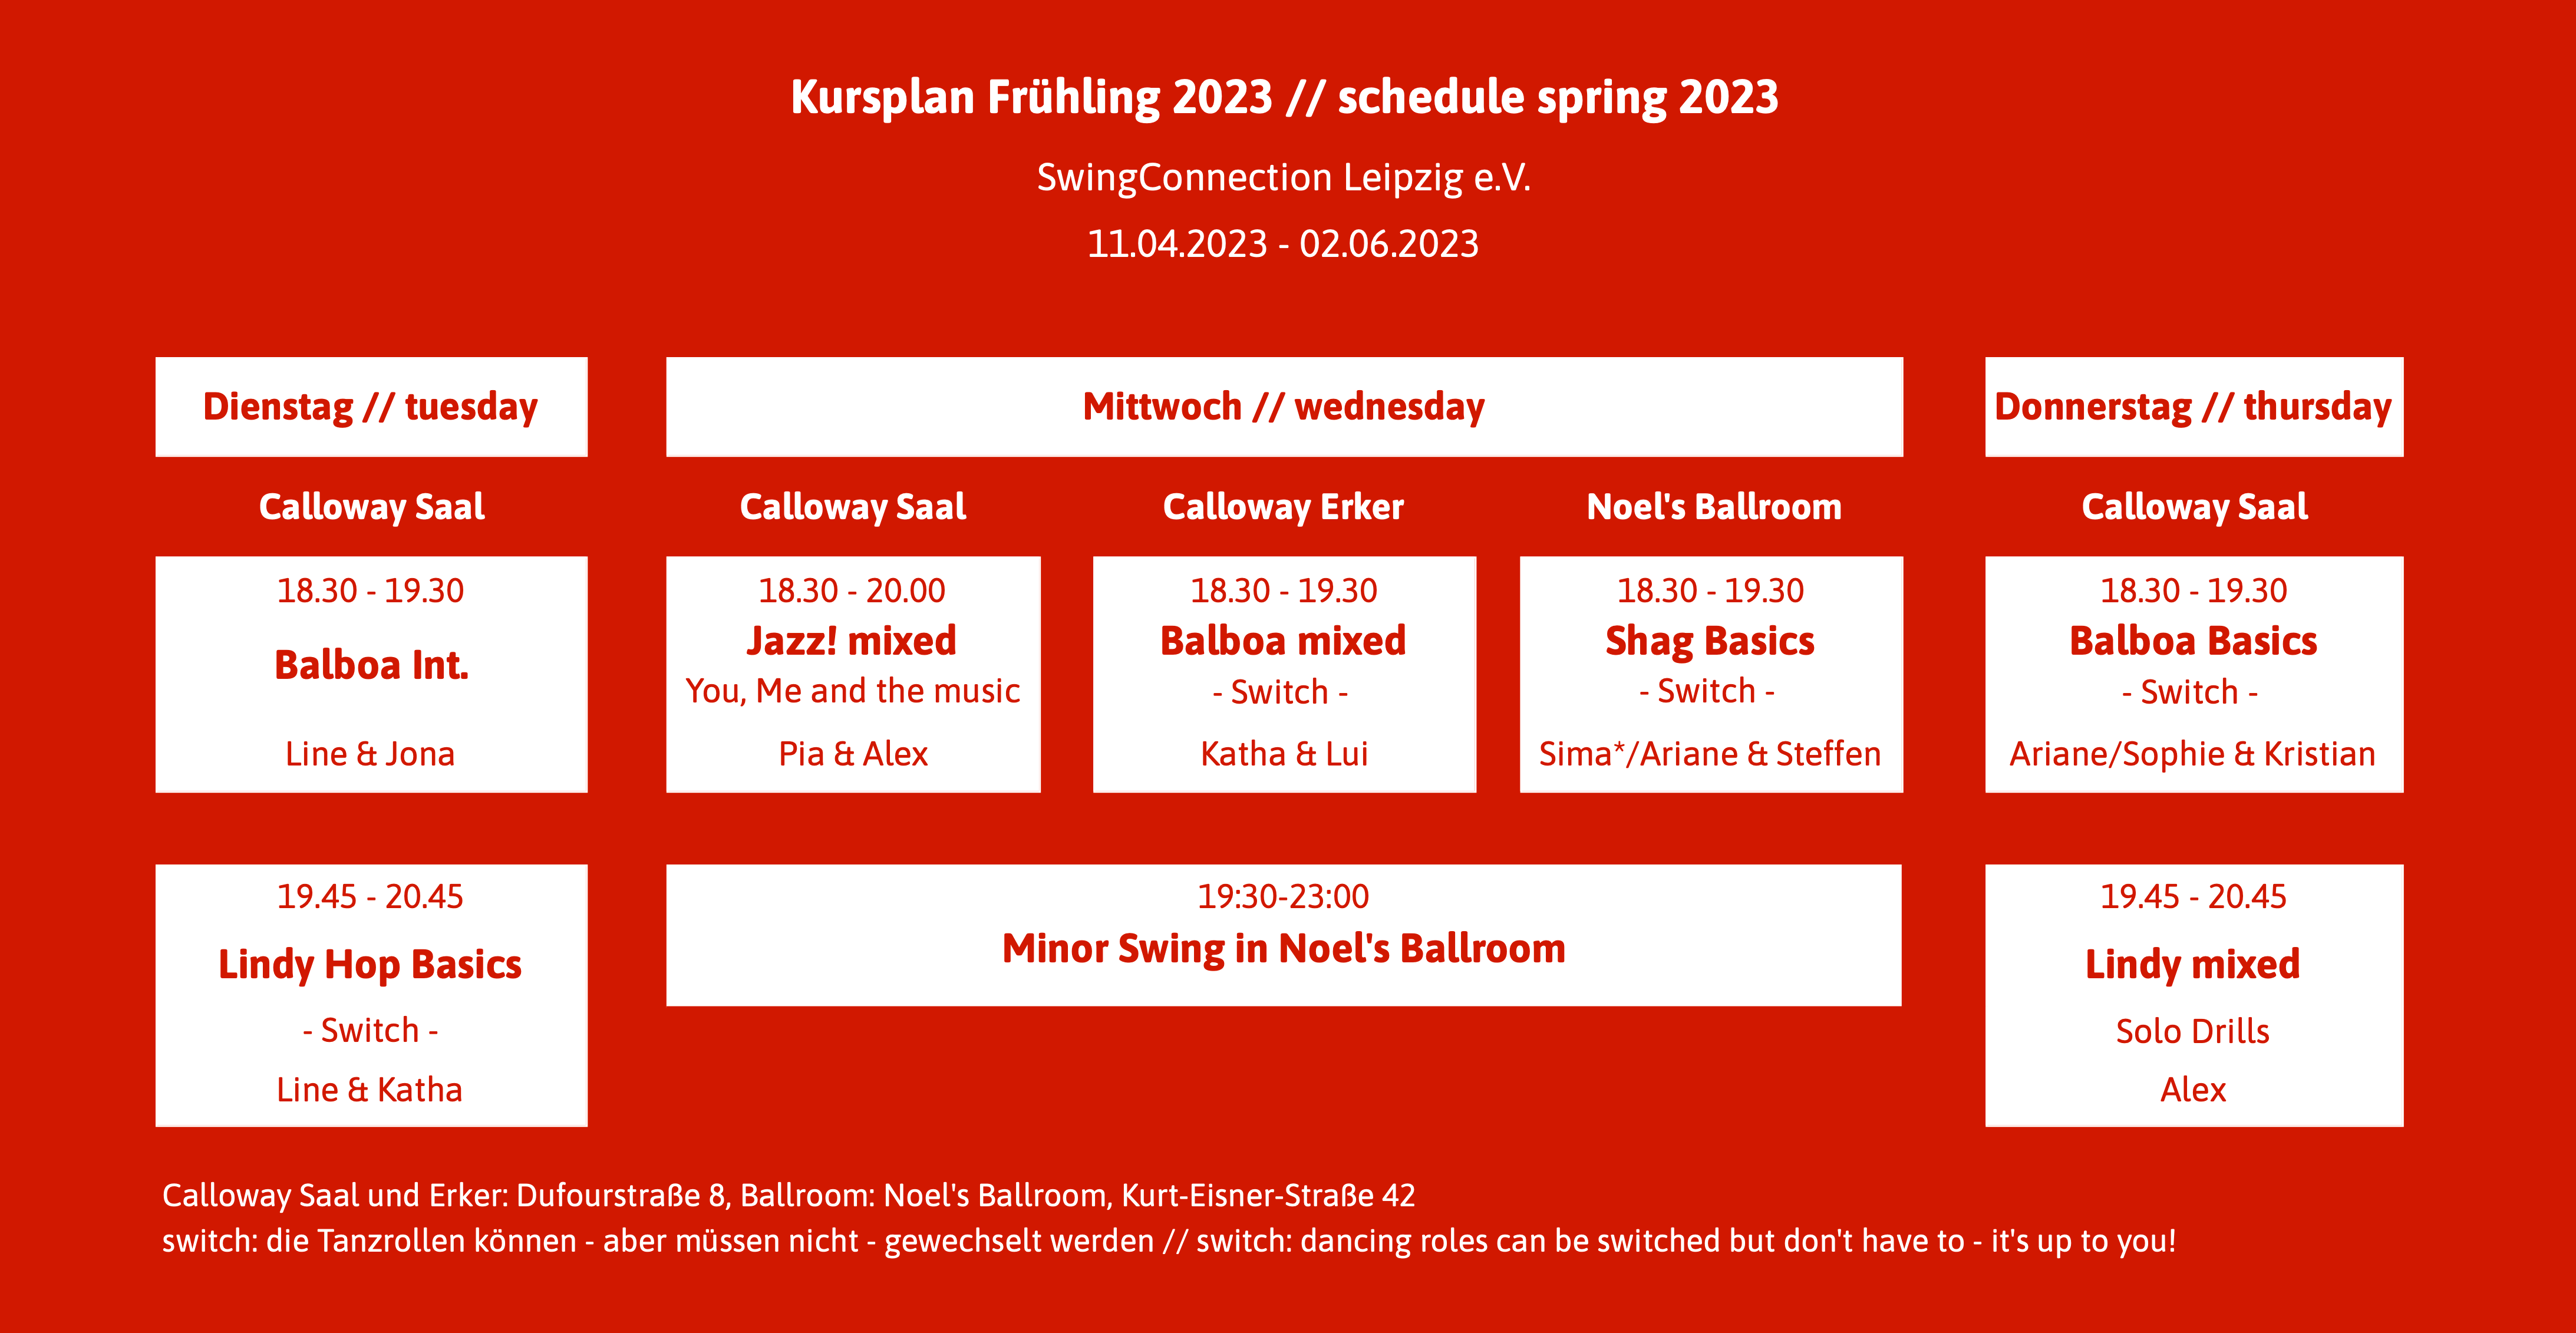 Kursplan Frühling 2023 // schedule spring 2023
SwingConnection Leipzig e.V.
11.04.2023 - 02.06.2023
Dienstag // tuesday
Calloway Saal
18.30 - 19.30
Balboa Int.
Line & Jona
19.45 - 20.45
Lindy Hop Basics
- Switch -
Line & Katha
Mittwoch // wednesday
Calloway Saal
18.30 - 20.00
Jazz! mixed
You, Me and the music
Pia & Alex
Calloway Erker
18.30 - 19.30
Balboa mixed
- Switch -
Katha & Lui
Noel's Ballroom
18.30 - 19.30
Shag Basics
- Switch -
Sima*/Ariane & Steffen
19:30-23:00
Minor Swing in Noel's Ballroom
Donnerstag // thursday
Calloway Saal
18.30 - 19.30
Balboa Basics
- Switch -
Ariane/Sophie & Kristian
19.45 - 20.45
Lindy mixed
Solo Drills
Alex
Calloway Saal und Erker: Dufourstraße 8, Ballroom: Noel's Ballroom, Kurt-Eisner-Straße 42
switch: die Tanzrollen können - aber müssen nicht - gewechselt werden // switch: dancing roles can be switched but don't have to - it's up to you!